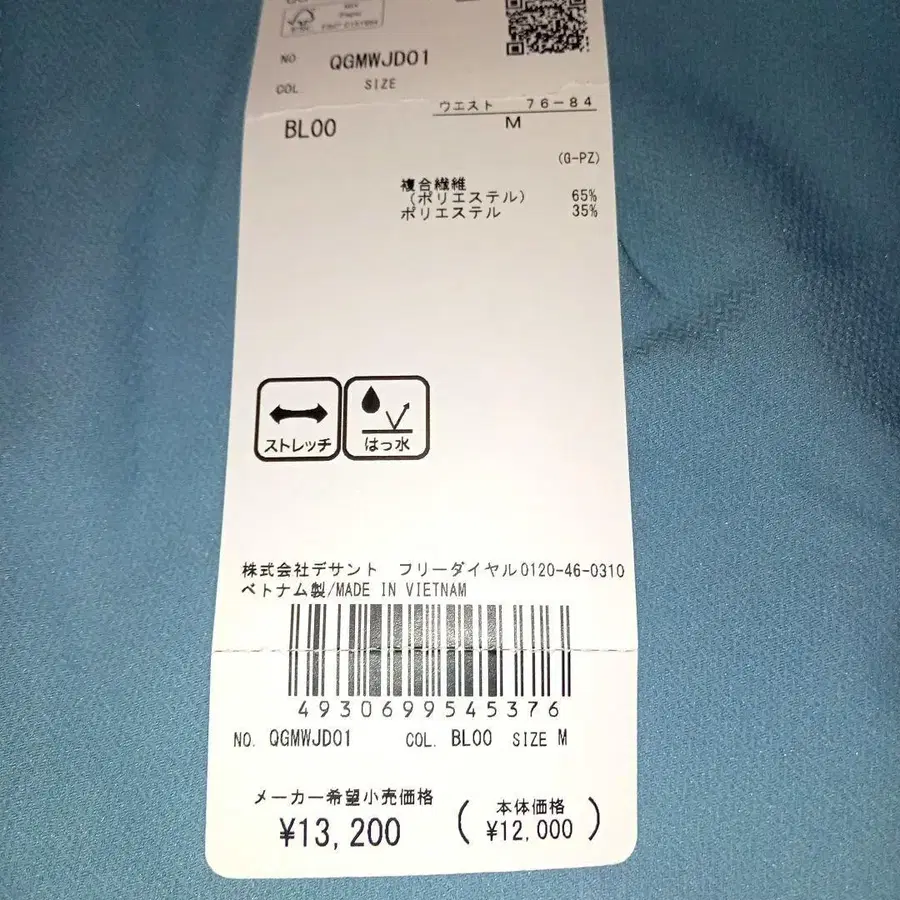 MIX
Paper
NO QGMWJD01
COL SIZE
ウエスト 76-84
BL00 M
(G-PZ)
複合繊維
(ポリエステル) 65%
ポリエステル 35%
ストレッチ はっ水
株式会社デサント フリーダイヤル0120-46-0310
ベトナム製/MADE IN VIETNAM
4930699545376
NO. QGMWJD01 COL. BL00 SIZE M
メーカー希望小売価格 本体価格
¥13,200 (¥12,000)